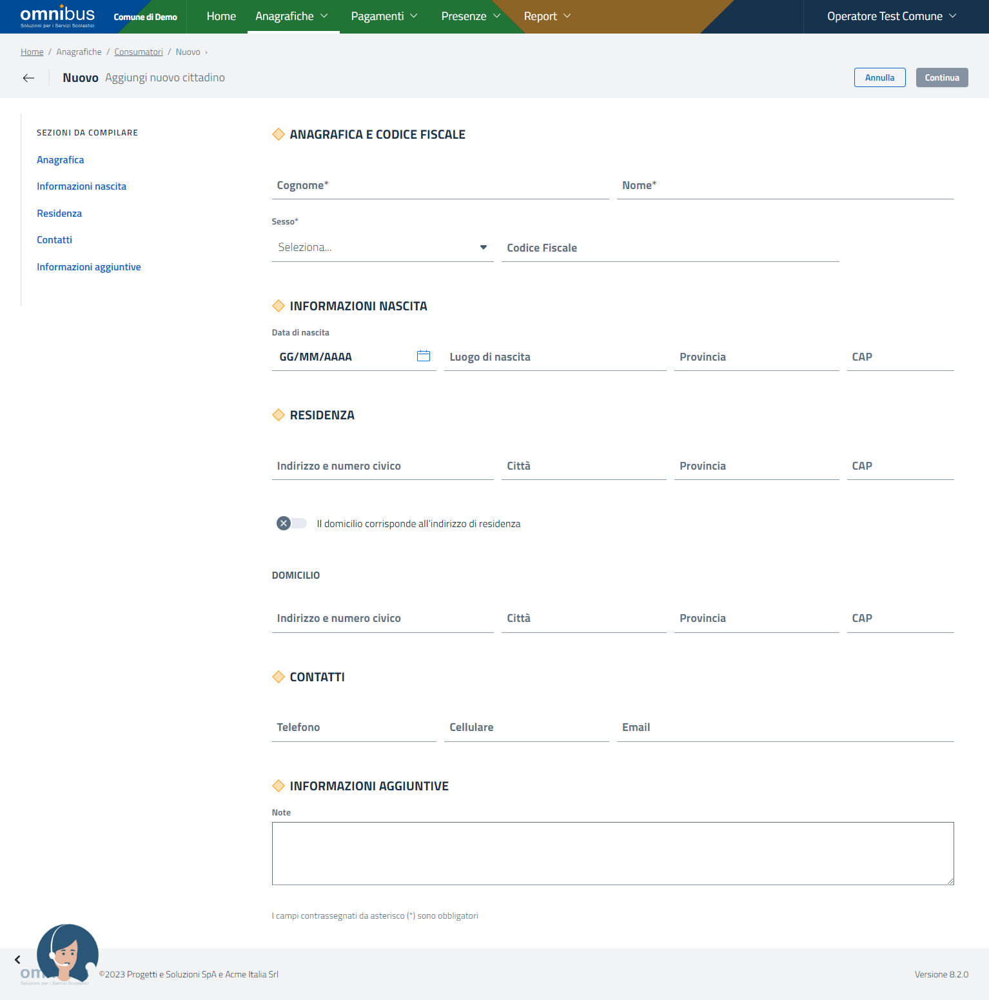 omnibus
Soluzioni per i Servizi Scolastici
Comune di Demo
Home
Anagrafiche
Pagamenti
Presenze
Report
Operatore Test Comune
Home / Anagrafiche / Consumatori / Nuovo ›
Nuovo Aggiungi nuovo cittadino
Annulla
Continua
SEZIONI DA COMPILARE
Anagrafica
Informazioni nascita
Residenza
Contatti
Informazioni aggiuntive
ANAGRAFICA E CODICE FISCALE
Cognome*
Nome*
Sesso*
Seleziona...
Codice Fiscale
INFORMAZIONI NASCITA
Data di nascita
GG/MM/AAAA
Luogo di nascita
Provincia
CAP
RESIDENZA
Indirizzo e numero civico
Città
Provincia
CAP
Il domicilio corrisponde all'indirizzo di residenza
DOMICILIO
Indirizzo e numero civico
Città
Provincia
CAP
CONTATTI
Telefono
Cellulare
Email
INFORMAZIONI AGGIUNTIVE
Note
I campi contrassegnati da asterisco (*) sono obbligatori
om
Soluzioni per i Servizi Scolastici
©2023 Progetti e Soluzioni SpA e Acme Italia Srl
Versione 8.2.0